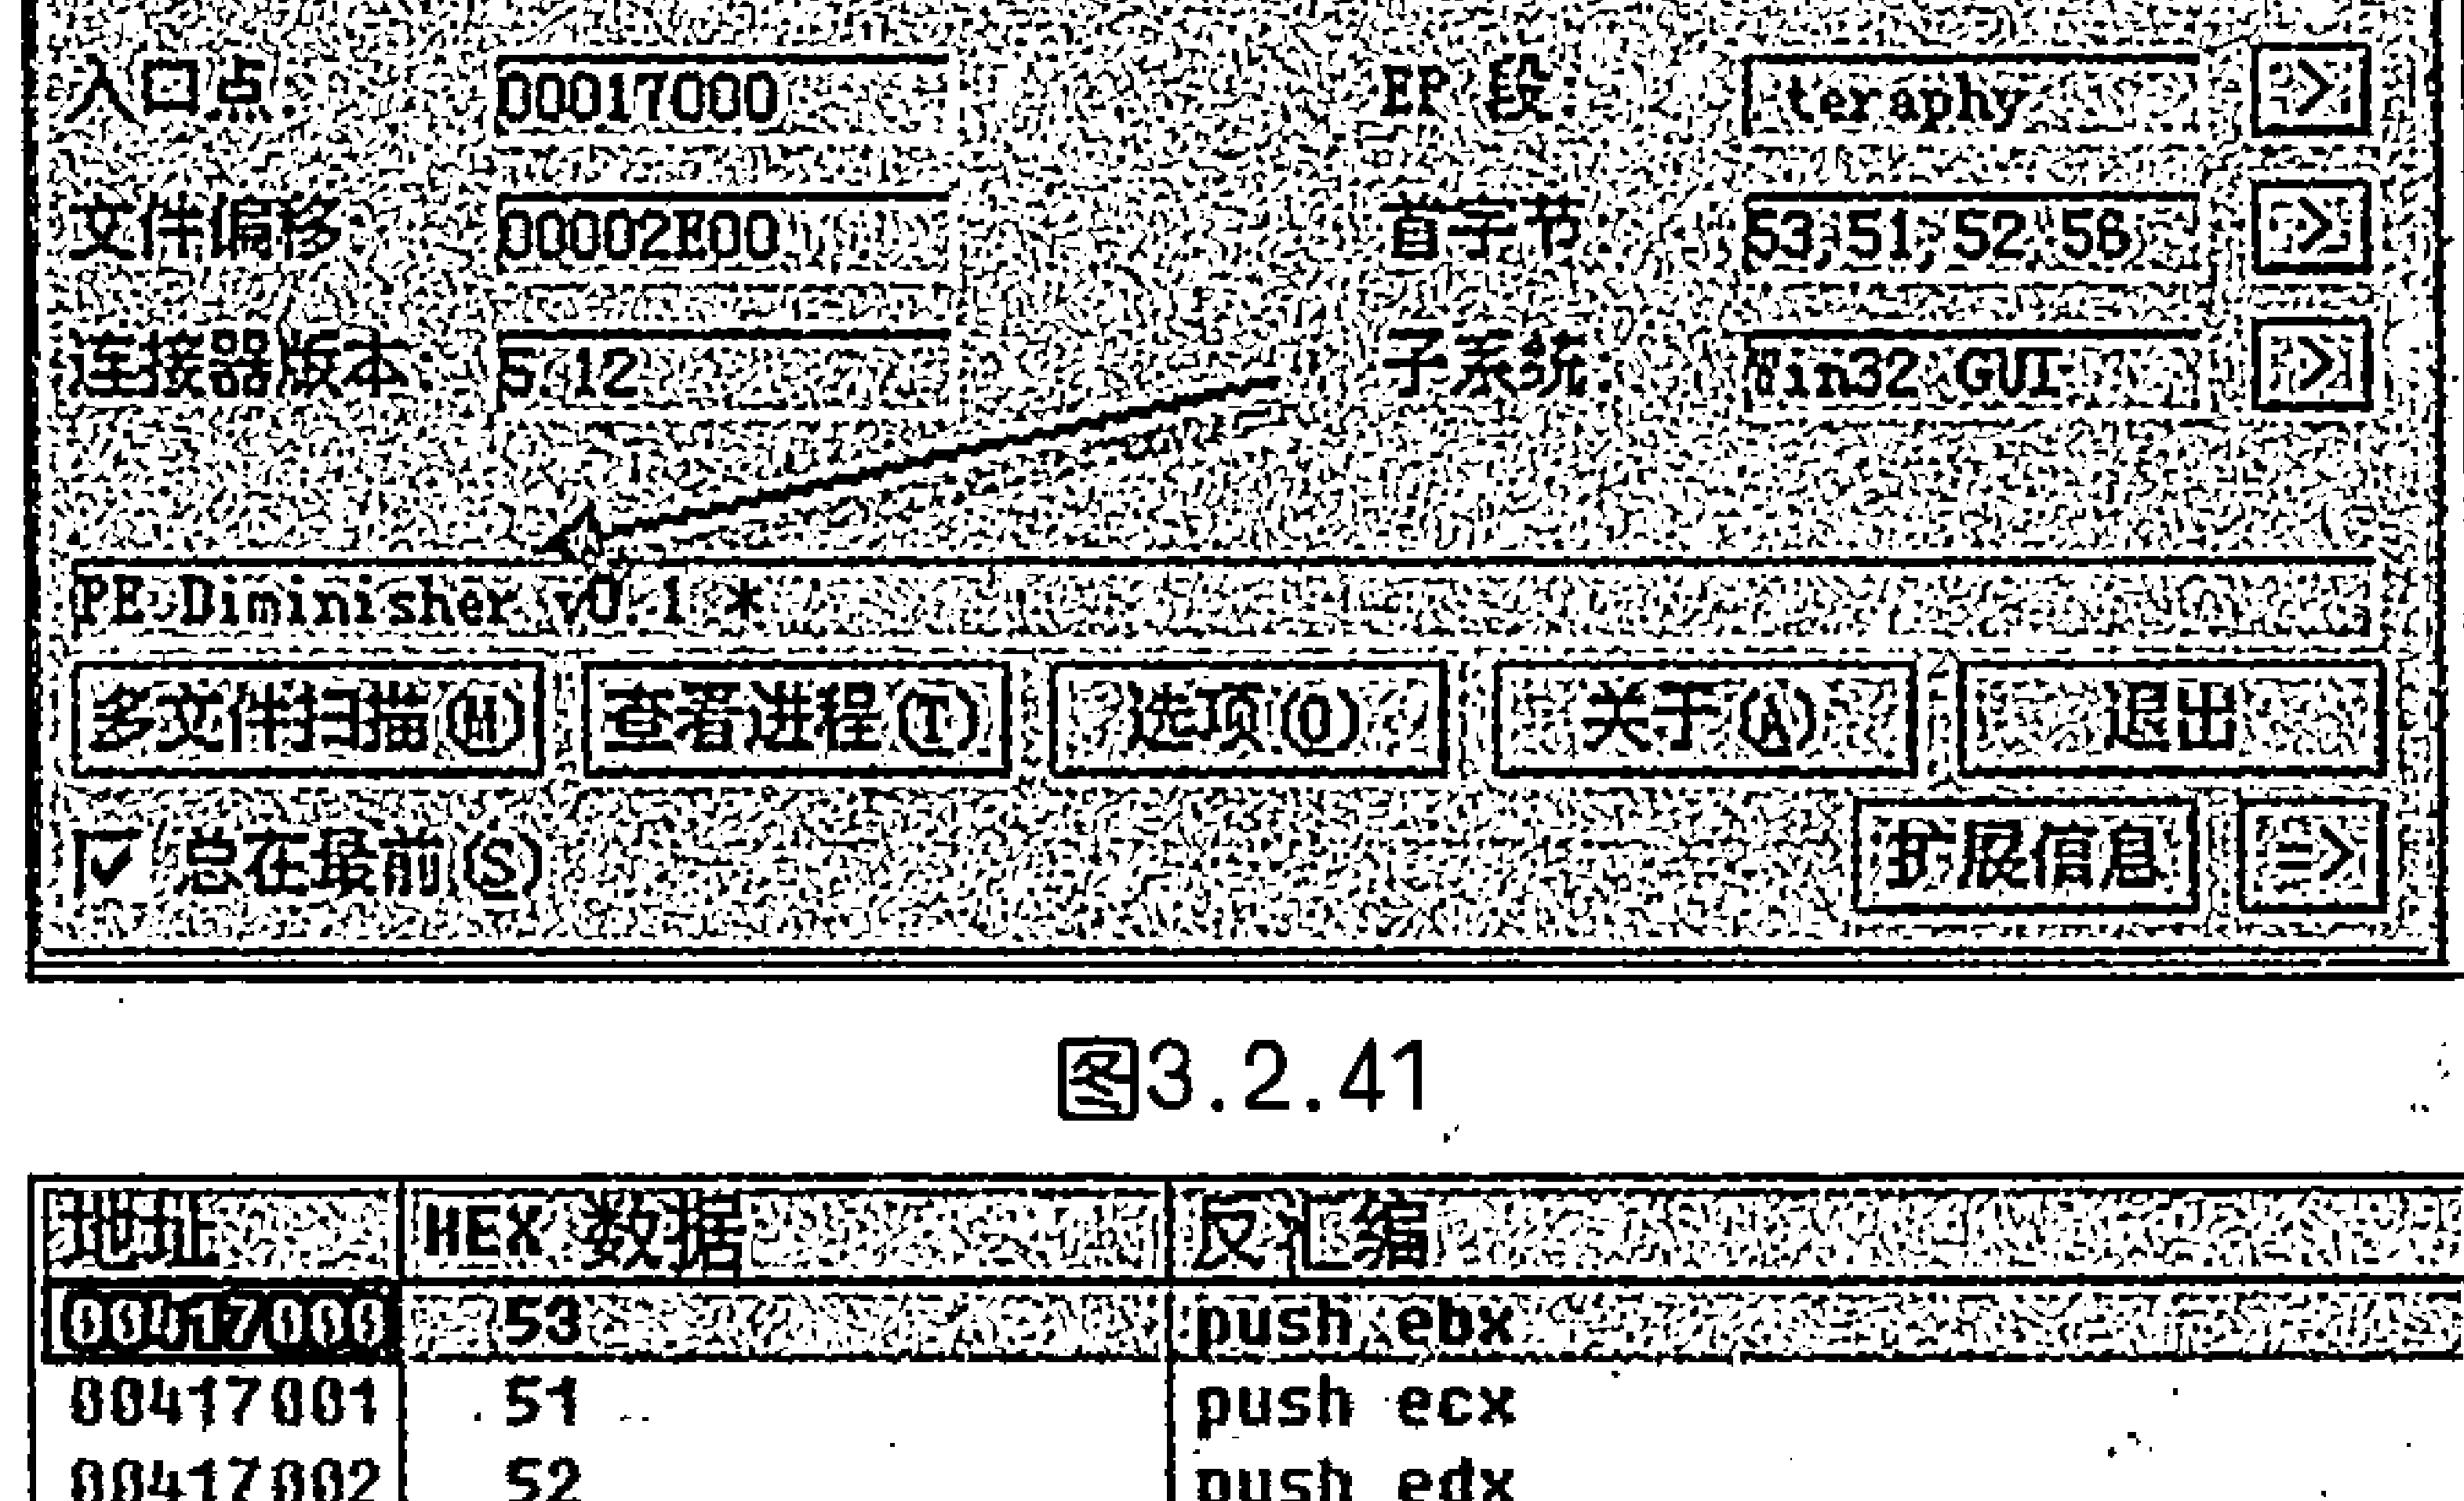 入口点: 00017000 EP 段: teraphy >
文件偏移: 00002E00 首字节: 53,51,52,56 >
连接器版本: 5.12 子系统: Win32 GUI >
PE Diminisher v0.1 *
多文件扫描(M) 查看进程(T) 选项(O) 关于(A) 退出
总在最前(S) 扩展信息 =>
图3.2.41
地址 HEX 数据 反汇编
00417000 53 push ebx
00417001 51 push ecx
00417002 52 push edx